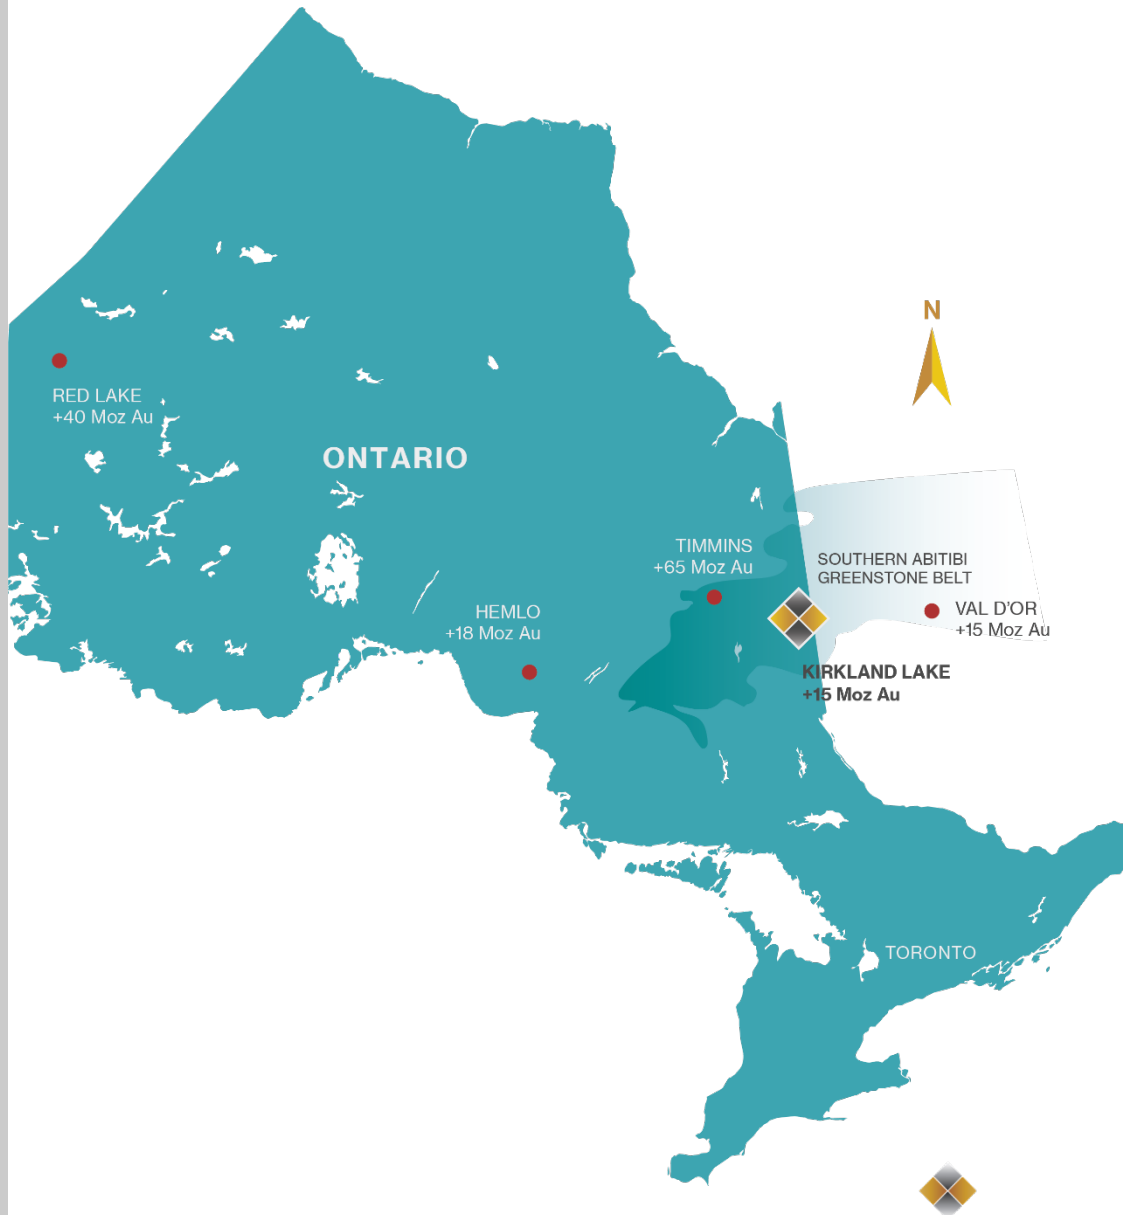 N
RED LAKE
+40 Moz Au
ONTARIO
TIMMINS
+65 Moz Au
SOUTHERN ABITIBI
GREENSTONE BELT
HEMLO
+18 Moz Au
VAL D'OR
+15 Moz Au
KIRKLAND LAKE
+15 Moz Au
TORONTO